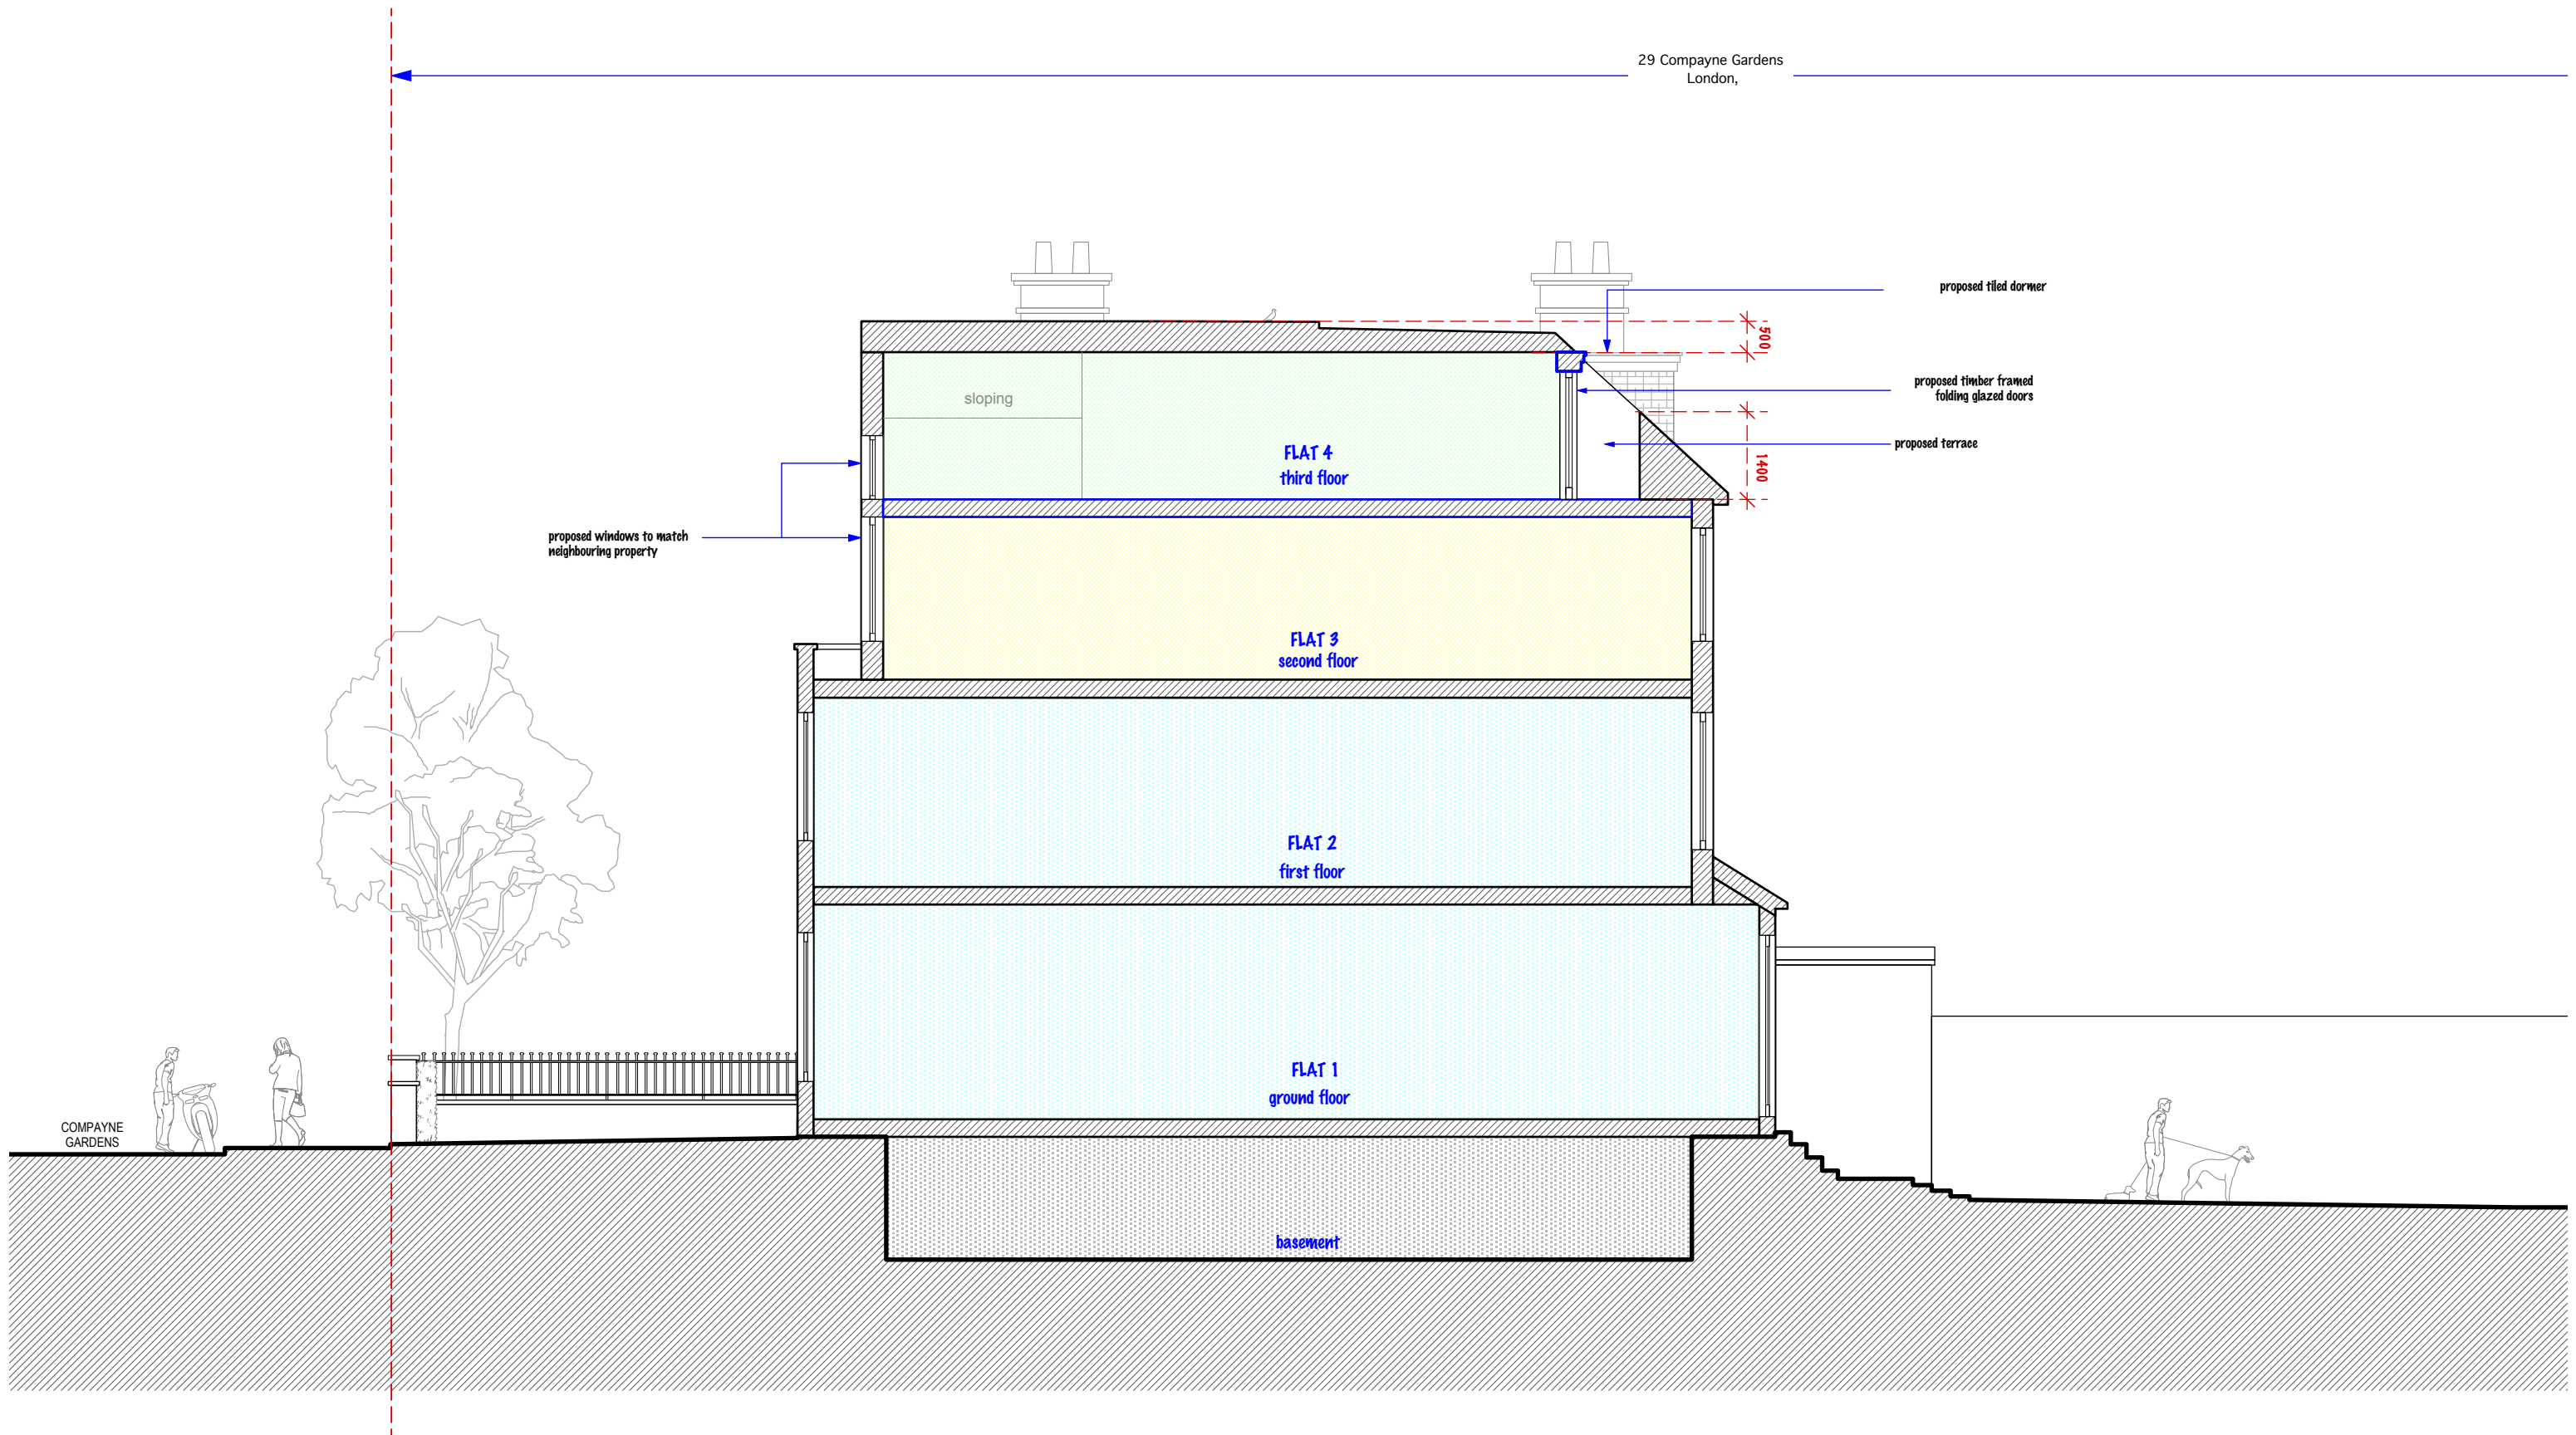 29 Compayne Gardens
London,
proposed tiled dormer
500
proposed timber framed
folding glazed doors
sloping
proposed terrace
FLAT 4
third floor
1400
proposed windows to match
neighbouring property
FLAT 3
second floor
FLAT 2
first floor
FLAT 1
ground floor
COMPAYNE
GARDENS
basement